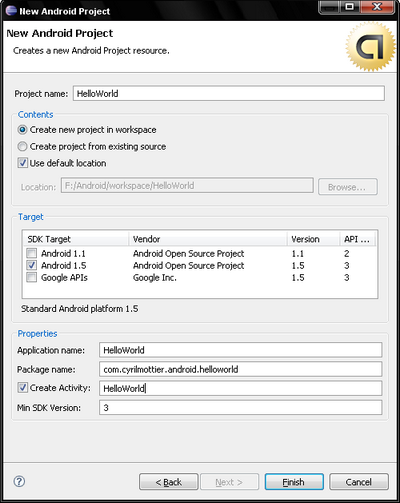 New Android Project
New Android Project
Creates a new Android Project resource.
Project name: HelloWorld
Contents
Create new project in workspace
Create project from existing source
Use default location
Location: F:/Android/workspace/HelloWorld Browse...
Target
SDK Target Vendor Version API ...
Android 1.1 Android Open Source Project 1.1 2
Android 1.5 Android Open Source Project 1.5 3
Google APIs Google Inc. 1.5 3
Standard Android platform 1.5
Properties
Application name: HelloWorld
Package name: com.cyrilmottier.android.helloworld
Create Activity: HelloWorld
Min SDK Version: 3
? < Back Next > Finish Cancel